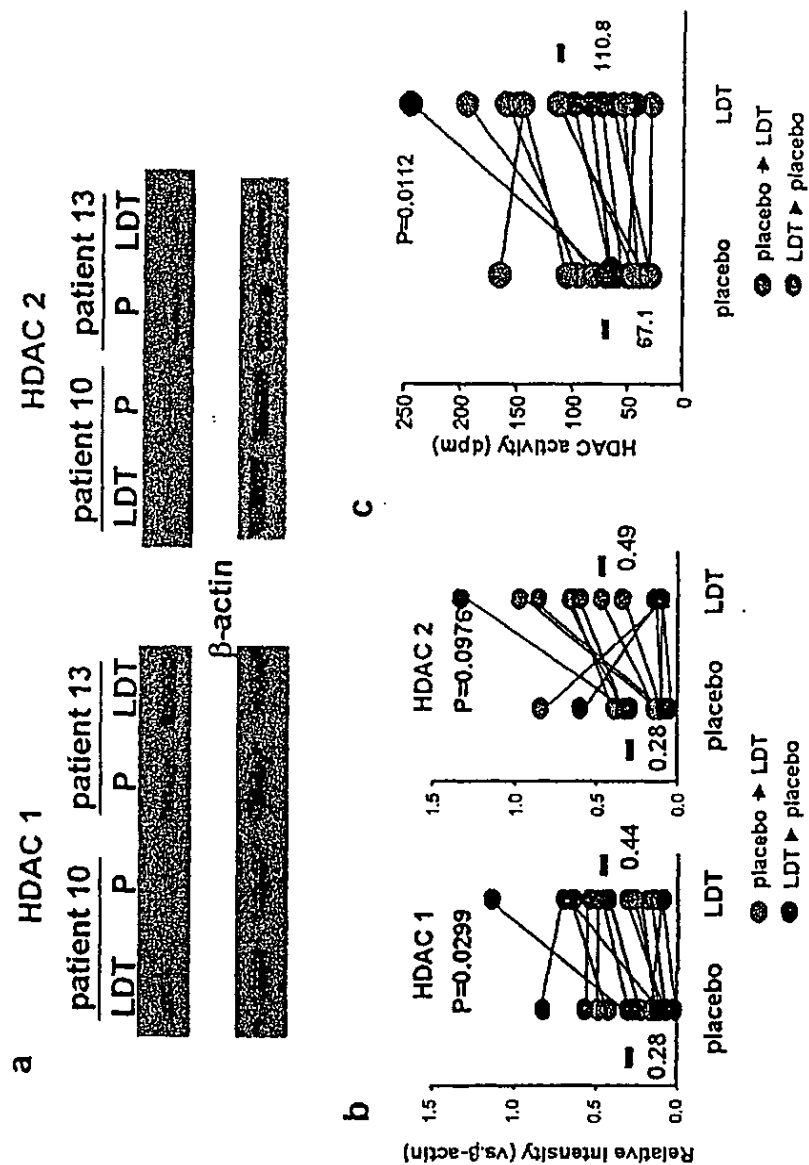 a
HDAC 1
HDAC 2
patient 10
patient 13
patient 10
patient 13
LDT
P
P
LDT
LDT
P
P
LDT
β-actin
b
Relative Intensity (vs.β-actin)
1.5
1.0
0.5
0.0
HDAC 1
P=0.0299
0.28
0.44
placebo
LDT
1.5
1.0
0.5
0.0
HDAC 2
P=0.0976
0.28
0.49
placebo
LDT
placebo ➔ LDT
LDT ➤ placebo
c
HDAC activity (dpm)
250
200
150
100
50
0
P=0.0112
67.1
110.8
placebo
LDT
placebo ➔ LDT
LDT ➤ placebo